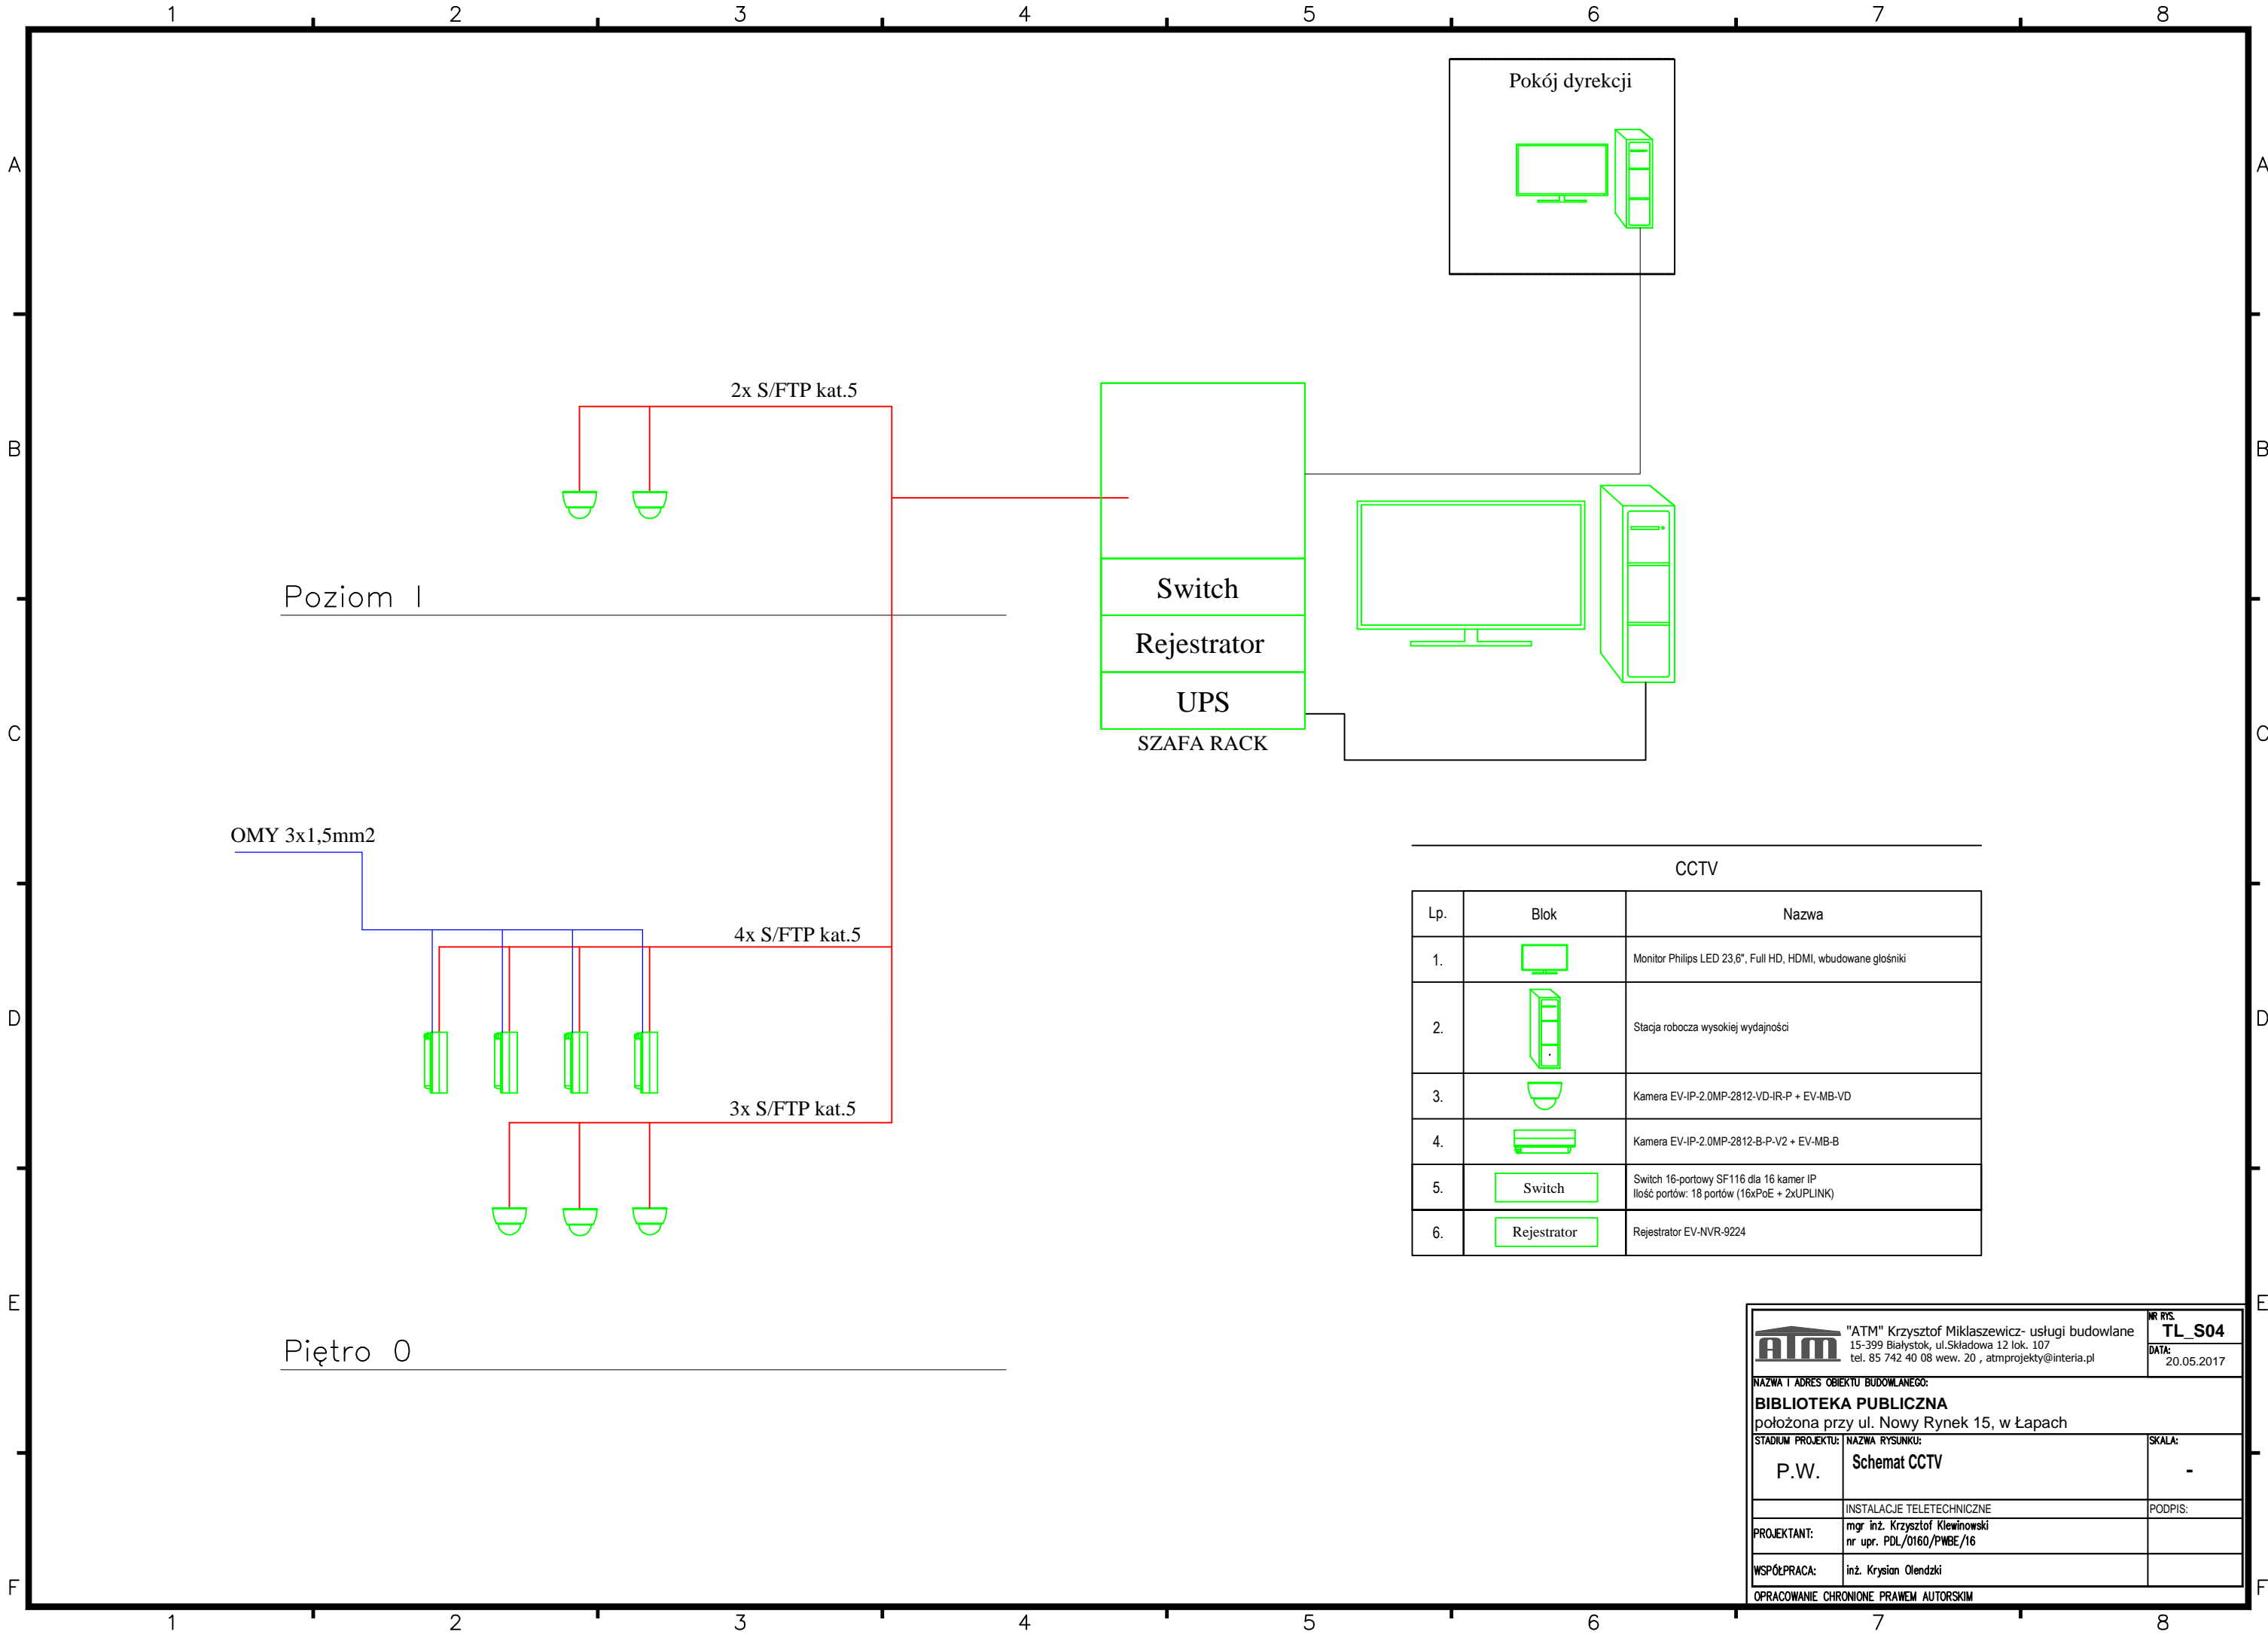 1 2 3 4 5 6 7 8
Pokój dyrekcji
A A
2x S/FTP kat.5
B B
Poziom I
Switch
Rejestrator
UPS
SZAFA RACK
C C
OMY 3x1,5mm2
4x S/FTP kat.5
D D
3x S/FTP kat.5
Piętro 0
CCTV
Lp. Blok Nazwa
1. Monitor Philips LED 23,6", Full HD, HDMI, wbudowane głośniki
2. Stacja robocza wysokiej wydajności
3. Kamera EV-IP-2.0MP-2812-VD-IR-P + EV-MB-VD
4. Kamera EV-IP-2.0MP-2812-B-P-V2 + EV-MB-B
5. Switch Switch 16-portowy SF116 dla 16 kamer IP
Ilość portów: 18 portów (16xPoE + 2xUPLINK)
6. Rejestrator Rejestrator EV-NVR-9224
E E
ATM
"ATM" Krzysztof Miklaszewicz- usługi budowlane
15-399 Białystok, ul.Składowa 12 lok. 107
tel. 85 742 40 08 wew. 20 , atmprojekty@interia.pl
NR RYS.
TL_S04
DATA:
20.05.2017
NAZWA I ADRES OBIEKTU BUDOWLANEGO:
BIBLIOTEKA PUBLICZNA
położona przy ul. Nowy Rynek 15, w Łapach
STADIUM PROJEKTU: NAZWA RYSUNKU: SKALA:
P.W. Schemat CCTV -
INSTALACJE TELETECHNICZNE PODPIS:
PROJEKTANT: mgr inż. Krzysztof Klewinowski
nr upr. PDL/0160/PWBE/16
WSPÓŁPRACA: inż. Krysian Olendzki
OPRACOWANIE CHRONIONE PRAWEM AUTORSKIM
F F
1 2 3 4 5 6 7 8